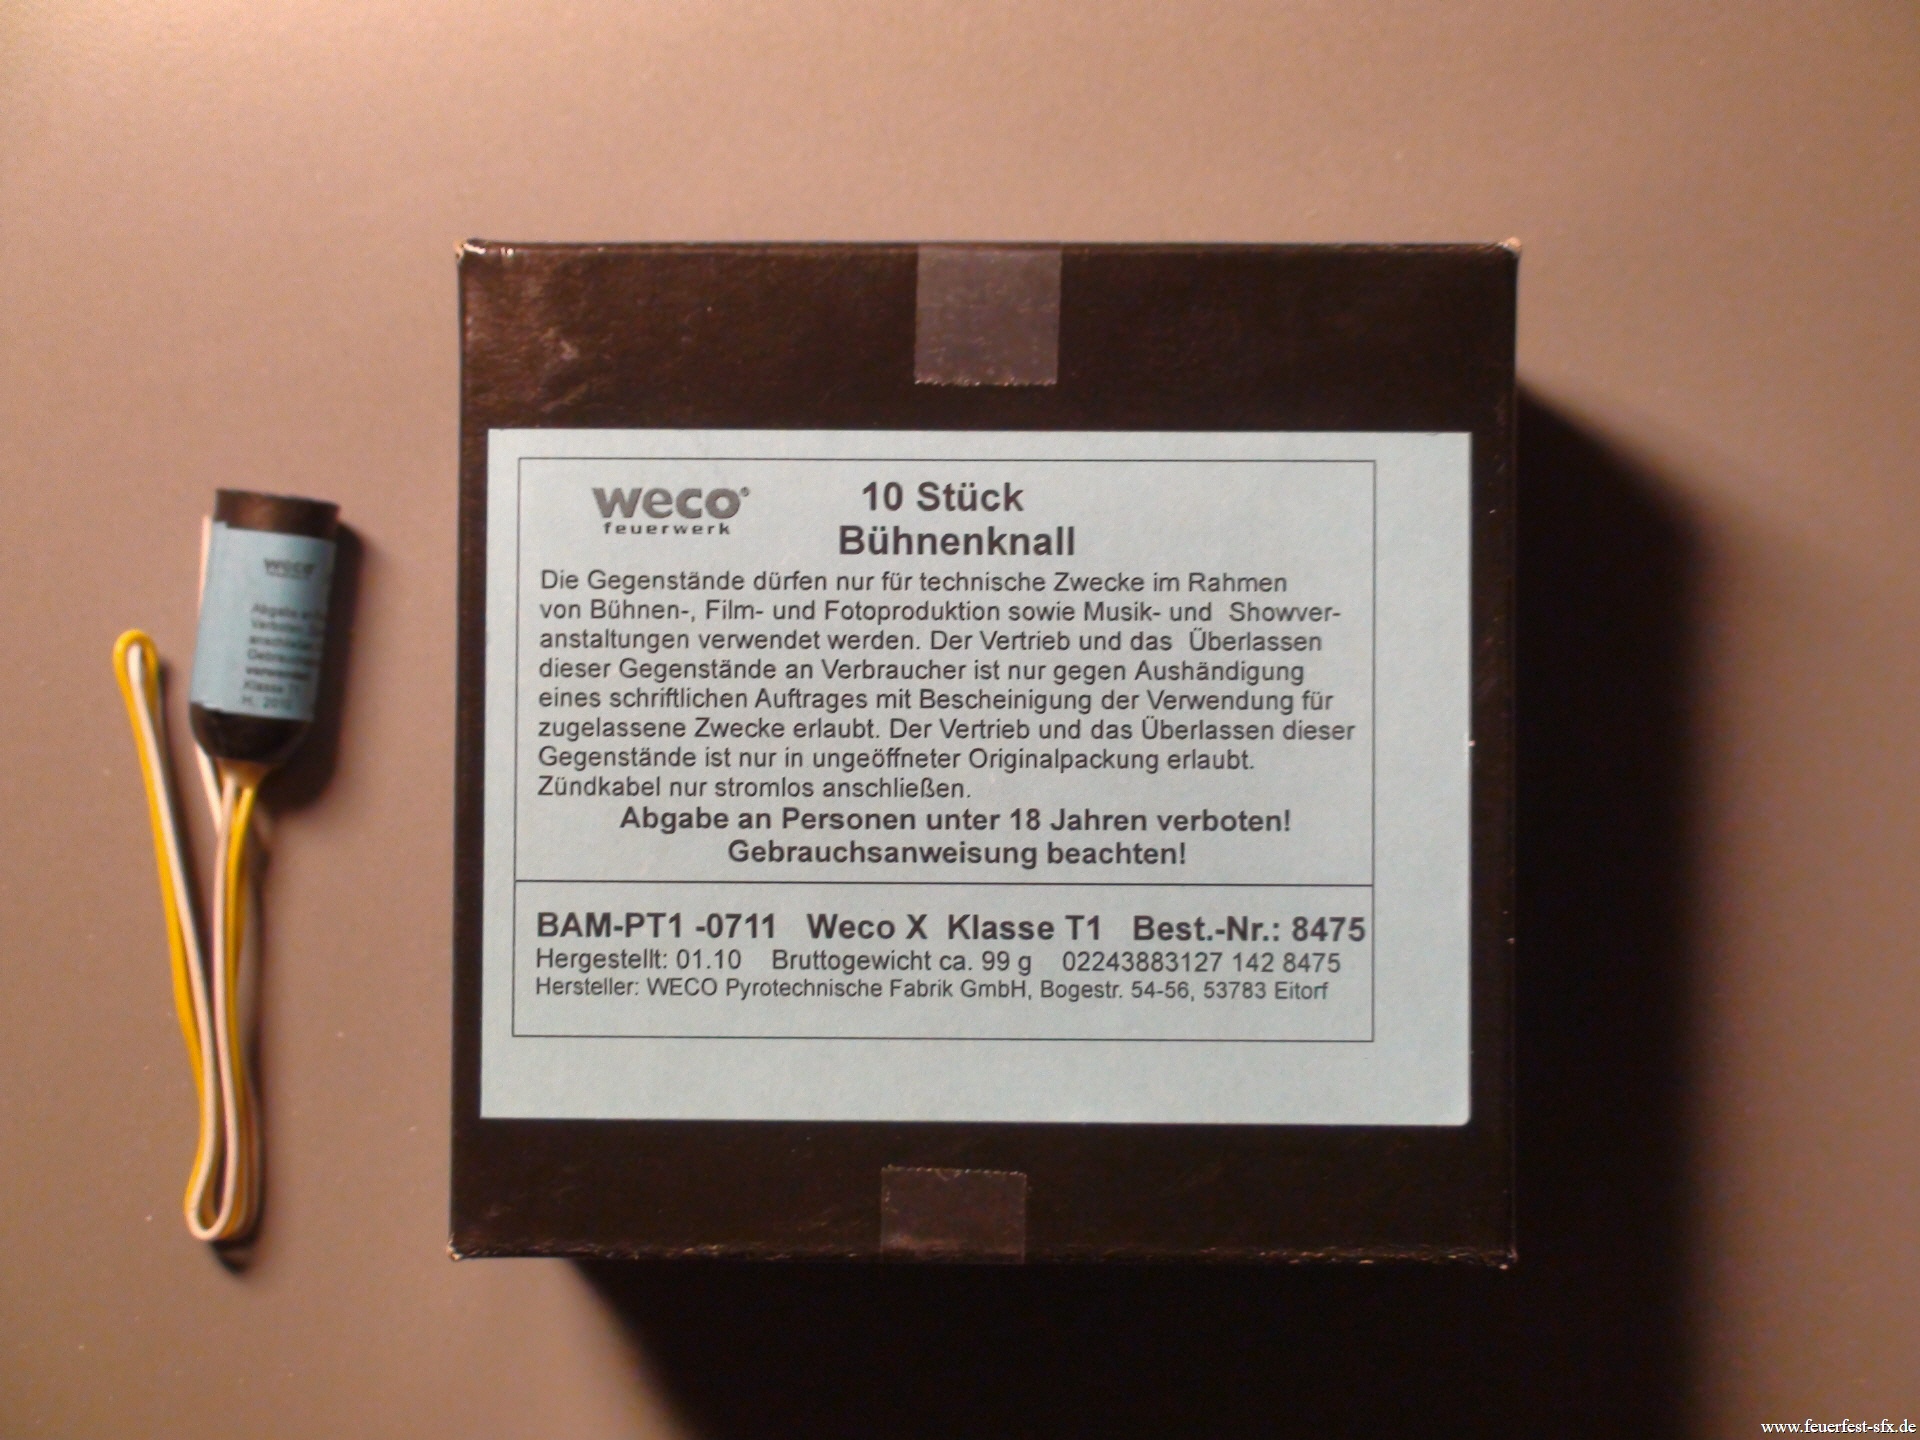 weco®
feuerwerk
10 Stück
Bühnenknall
Die Gegenstände dürfen nur für technische Zwecke im Rahmen
von Bühnen-, Film- und Fotoproduktion sowie Musik- und Showver-
anstaltungen verwendet werden. Der Vertrieb und das Überlassen
dieser Gegenstände an Verbraucher ist nur gegen Aushändigung
eines schriftlichen Auftrages mit Bescheinigung der Verwendung für
zugelassene Zwecke erlaubt. Der Vertrieb und das Überlassen dieser
Gegenstände ist nur in ungeöffneter Originalpackung erlaubt.
Zündkabel nur stromlos anschließen.
Abgabe an Personen unter 18 Jahren verboten!
Gebrauchsanweisung beachten!
BAM-PT1 -0711 Weco X Klasse T1 Best.-Nr.: 8475
Hergestellt: 01.10 Bruttogewicht ca. 99 g 02243883127 142 8475
Hersteller: WECO Pyrotechnische Fabrik GmbH, Bogestr. 54-56, 53783 Eitorf
weco
Abgabe an
Verboten
Klasse T1
www.feuerfest-sfx.de